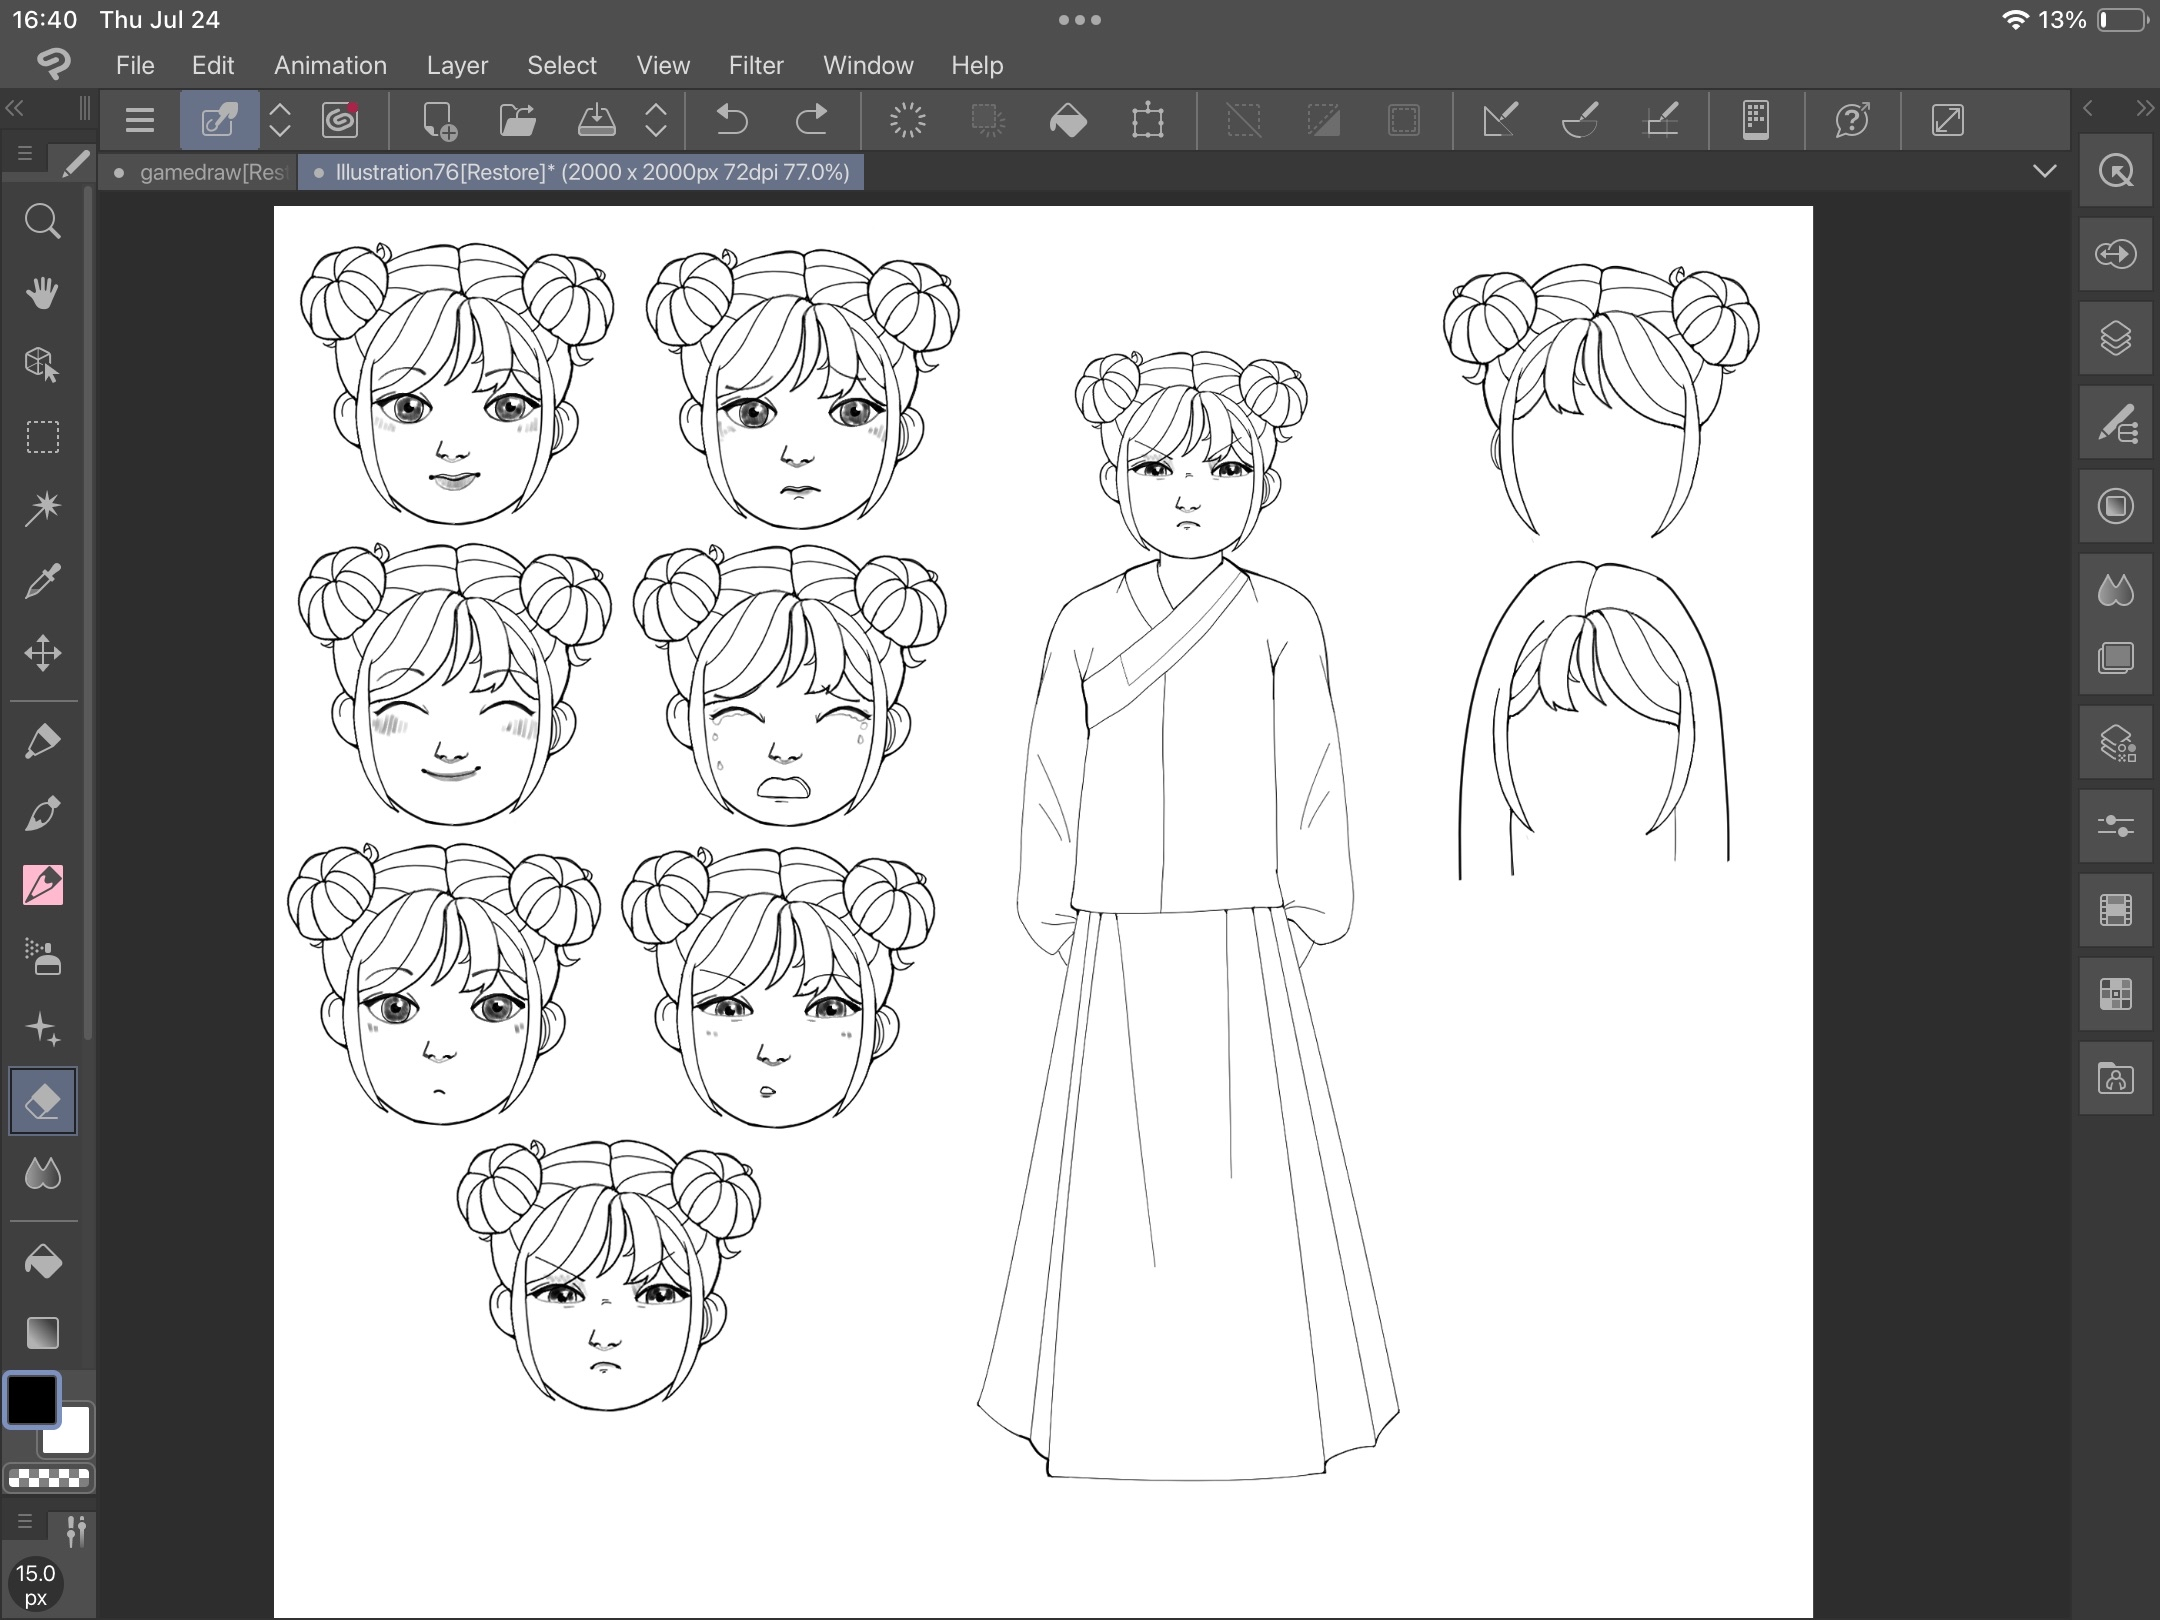 16:40 Thu Jul 24 13%
File Edit Animation Layer Select View Filter Window Help
gamedraw[Rest Illustration76[Restore]* (2000 x 2000px 72dpi 77.0%)
15.0
px